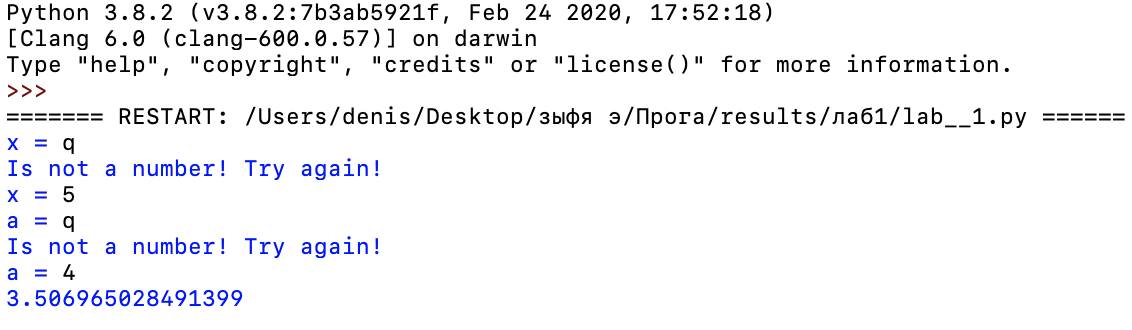 Python 3.8.2 (v3.8.2:7b3ab5921f, Feb 24 2020, 17:52:18)
[Clang 6.0 (clang-600.0.57)] on darwin
Type "help", "copyright", "credits" or "license()" for more information.
>>>
======= RESTART: /Users/denis/Desktop/зыфя э/Прога/results/лаб1/lab__1.py ======
x = q
Is not a number! Try again!
x = 5
a = q
Is not a number! Try again!
a = 4
3.506965028491399